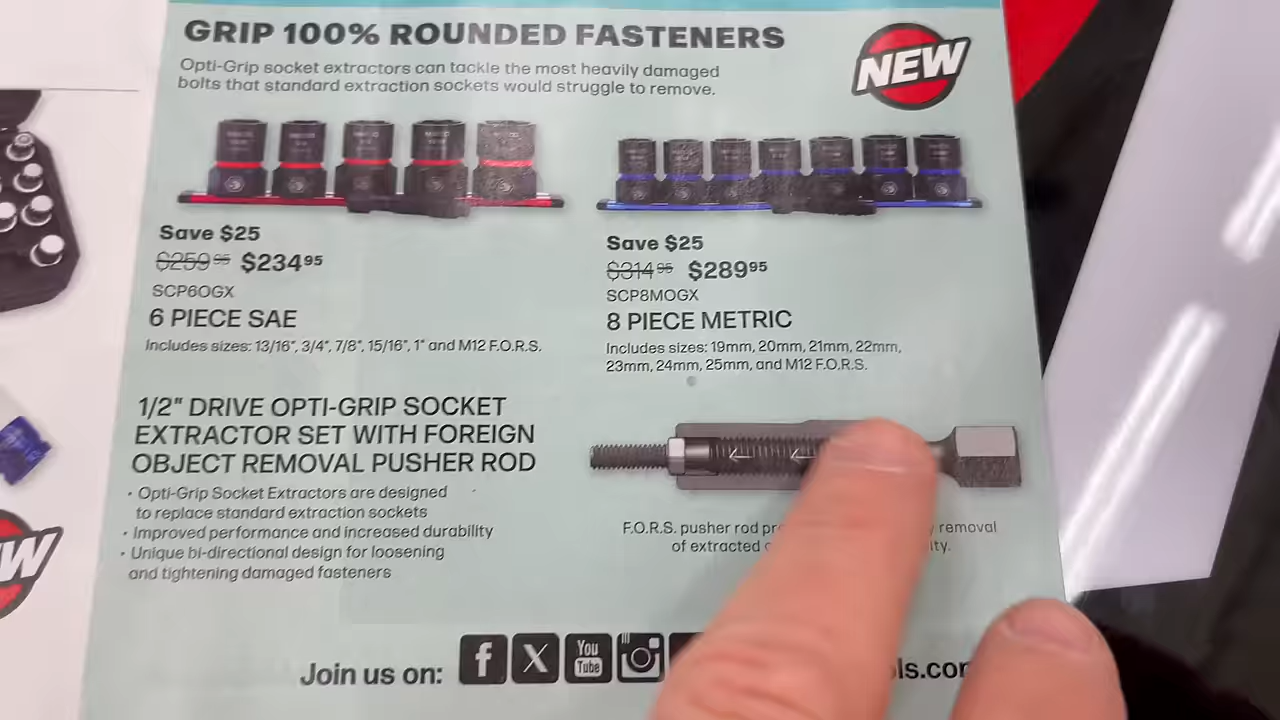 GRIP 100% ROUNDED FASTENERS
Opti-Grip socket extractors can tackle the most heavily damaged
bolts that standard extraction sockets would struggle to remove.
NEW
Save $25
$259.95 $234.95
SCP6OGX
6 PIECE SAE
Includes sizes: 13/16", 3/4", 7/8", 15/16", 1" and M12 F.O.R.S.
Save $25
$314.95 $289.95
SCP8MOGX
8 PIECE METRIC
Includes sizes: 19mm, 20mm, 21mm, 22mm,
23mm, 24mm, 25mm, and M12 F.O.R.S.
1/2" DRIVE OPTI-GRIP SOCKET
EXTRACTOR SET WITH FOREIGN
OBJECT REMOVAL PUSHER ROD
· Opti-Grip Socket Extractors are designed
to replace standard extraction sockets
· Improved performance and increased durability
· Unique bi-directional design for loosening
and tightening damaged fasteners
F.O.R.S. pusher rod removal
of extracted
Join us on:
f X You Tube